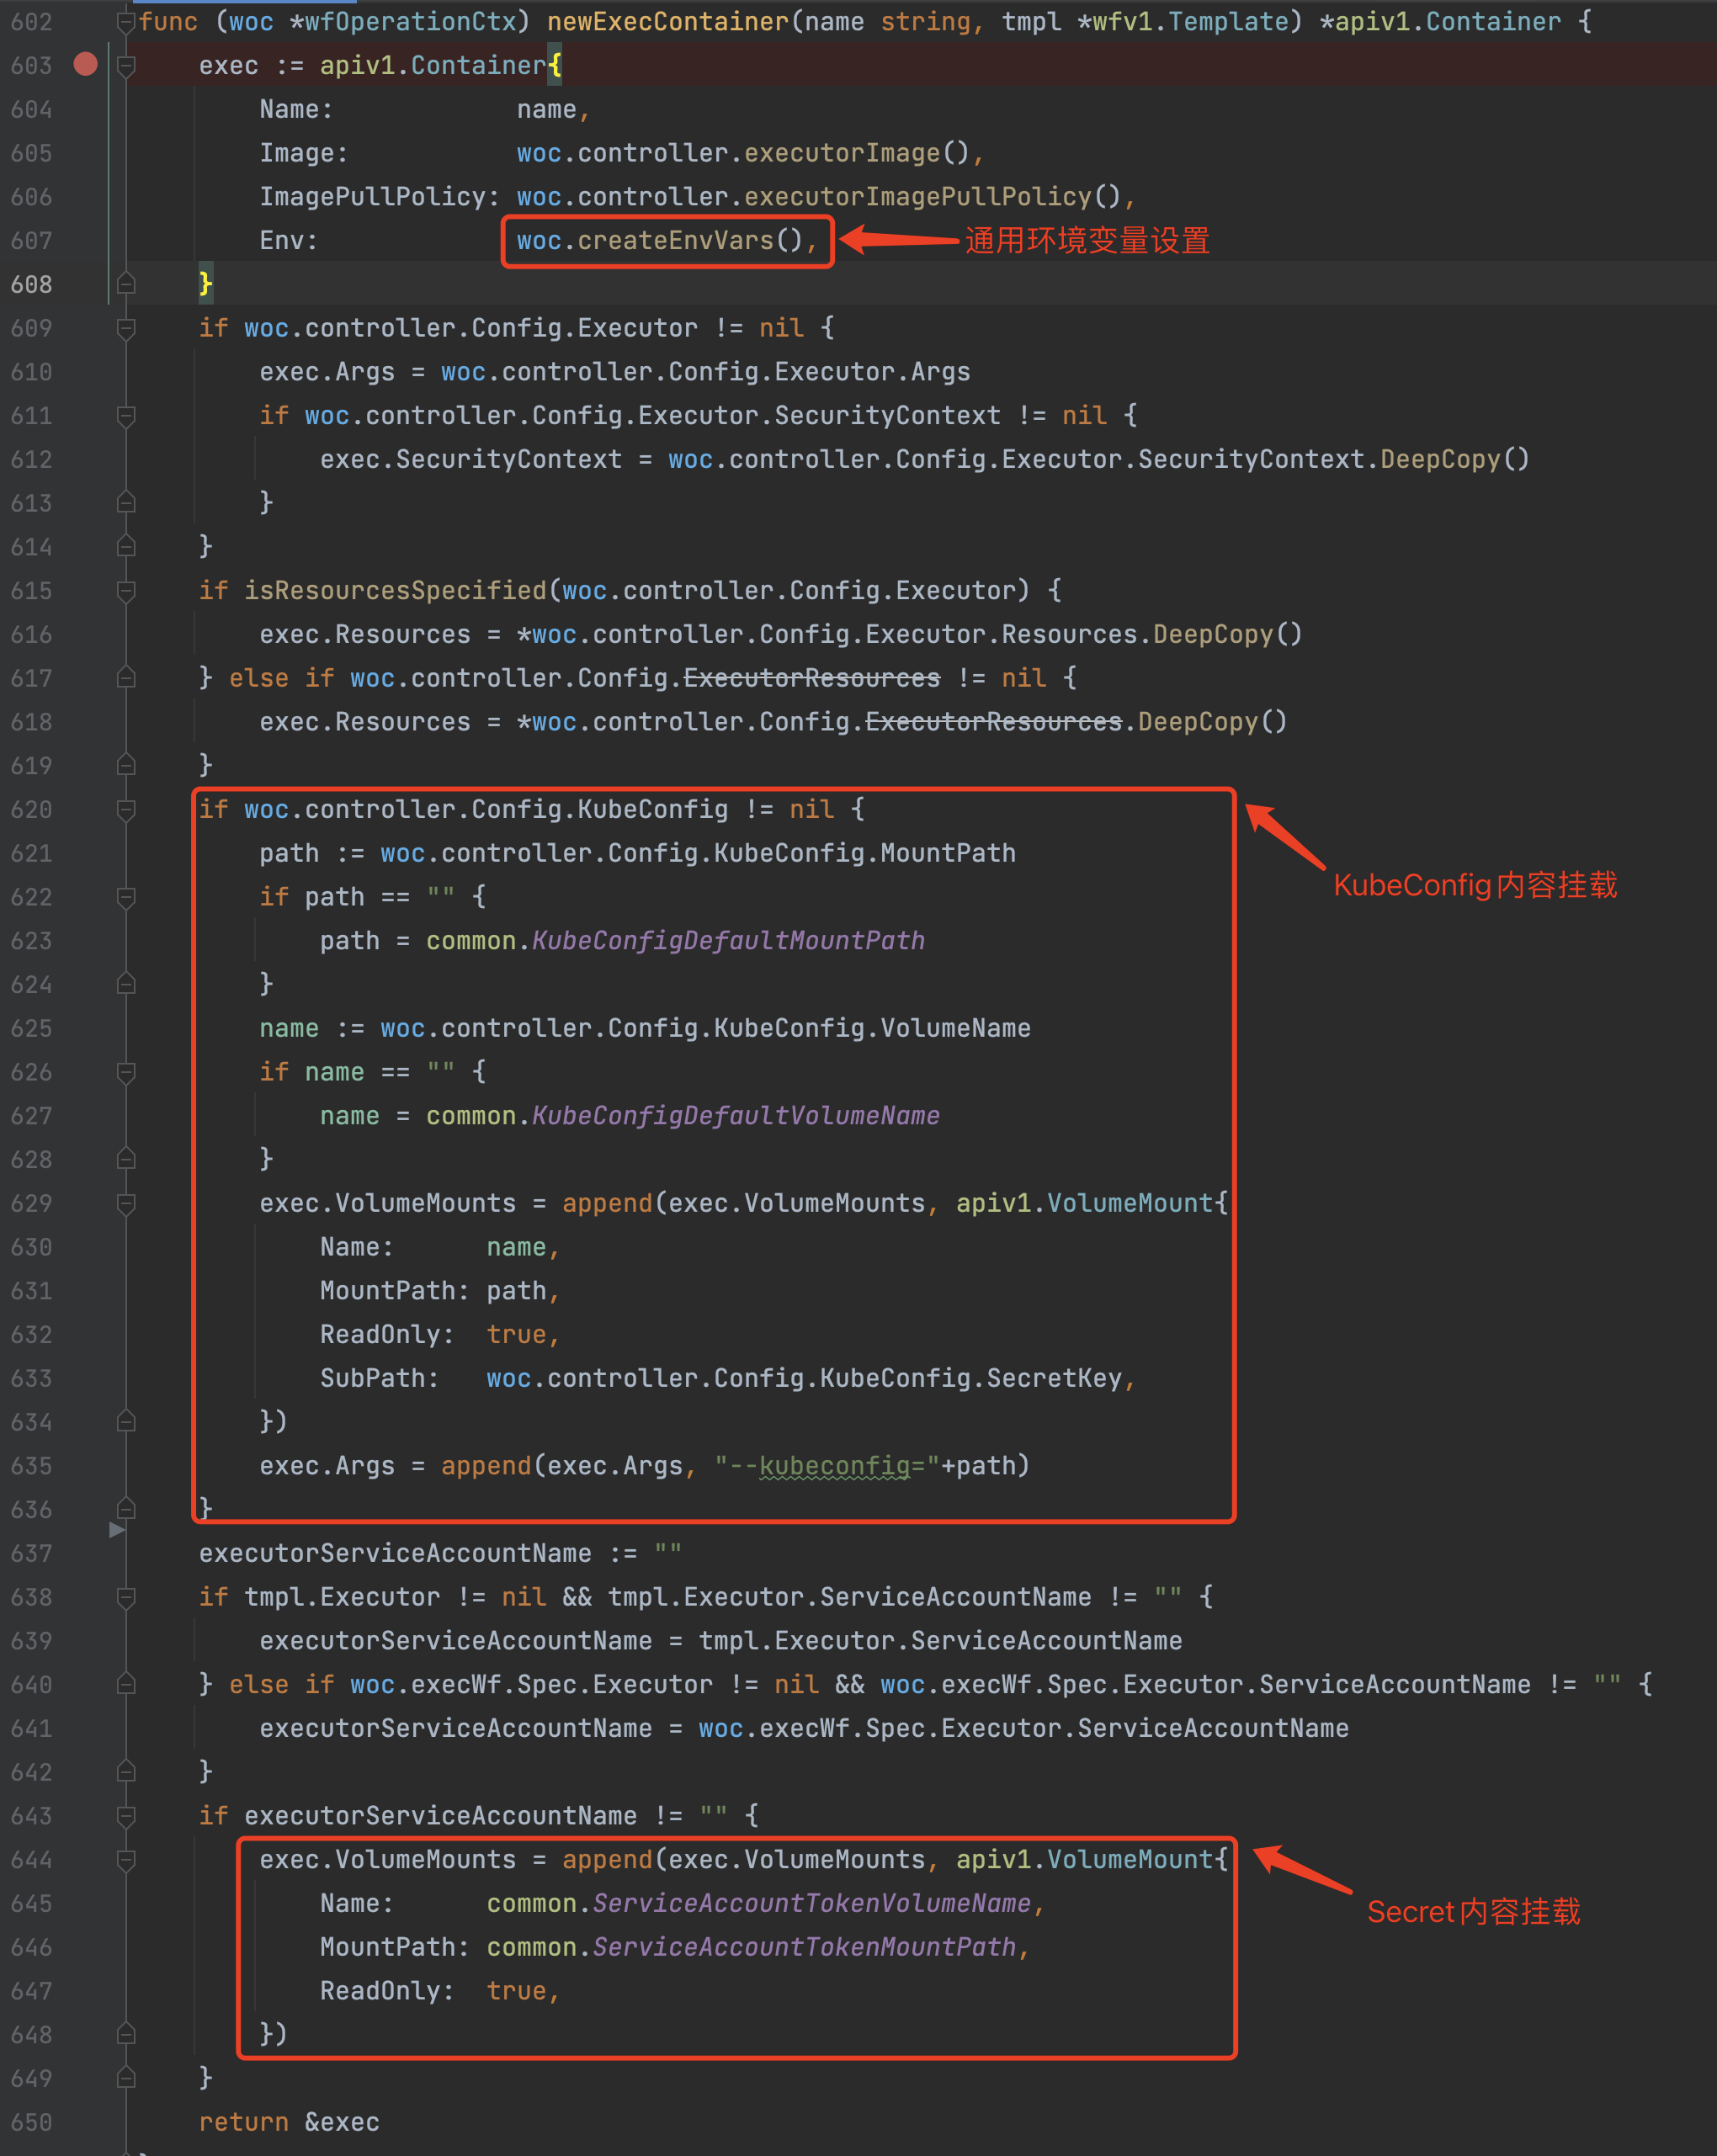 602 func (woc *wfOperationCtx) newExecContainer(name string, tmpl *wfv1.Template) *apiv1.Container {
603     exec := apiv1.Container{
604         Name:            name,
605         Image:           woc.controller.executorImage(),
606         ImagePullPolicy: woc.controller.executorImagePullPolicy(),
607         Env:             woc.createEnvVars(), 通用环境变量设置
608     }
609     if woc.controller.Config.Executor != nil {
610         exec.Args = woc.controller.Config.Executor.Args
611         if woc.controller.Config.Executor.SecurityContext != nil {
612             exec.SecurityContext = woc.controller.Config.Executor.SecurityContext.DeepCopy()
613         }
614     }
615     if isResourcesSpecified(woc.controller.Config.Executor) {
616         exec.Resources = *woc.controller.Config.Executor.Resources.DeepCopy()
617     } else if woc.controller.Config.ExecutorResources != nil {
618         exec.Resources = *woc.controller.Config.ExecutorResources.DeepCopy()
619     }
620     if woc.controller.Config.KubeConfig != nil {
621         path := woc.controller.Config.KubeConfig.MountPath
KubeConfig内容挂载
622         if path == "" {
623             path = common.KubeConfigDefaultMountPath
624         }
625         name := woc.controller.Config.KubeConfig.VolumeName
626         if name == "" {
627             name = common.KubeConfigDefaultVolumeName
628         }
629         exec.VolumeMounts = append(exec.VolumeMounts, apiv1.VolumeMount{
630             Name:      name,
631             MountPath: path,
632             ReadOnly:  true,
633             SubPath:   woc.controller.Config.KubeConfig.SecretKey,
634         })
635         exec.Args = append(exec.Args, "--kubeconfig="+path)
636     }
637     executorServiceAccountName := ""
638     if tmpl.Executor != nil && tmpl.Executor.ServiceAccountName != "" {
639         executorServiceAccountName = tmpl.Executor.ServiceAccountName
640     } else if woc.execWf.Spec.Executor != nil && woc.execWf.Spec.Executor.ServiceAccountName != "" {
641         executorServiceAccountName = woc.execWf.Spec.Executor.ServiceAccountName
642     }
643     if executorServiceAccountName != "" {
644         exec.VolumeMounts = append(exec.VolumeMounts, apiv1.VolumeMount{
645             Name:      common.ServiceAccountTokenVolumeName,
Secret内容挂载
646             MountPath: common.ServiceAccountTokenMountPath,
647             ReadOnly:  true,
648         })
649     }
650     return &exec